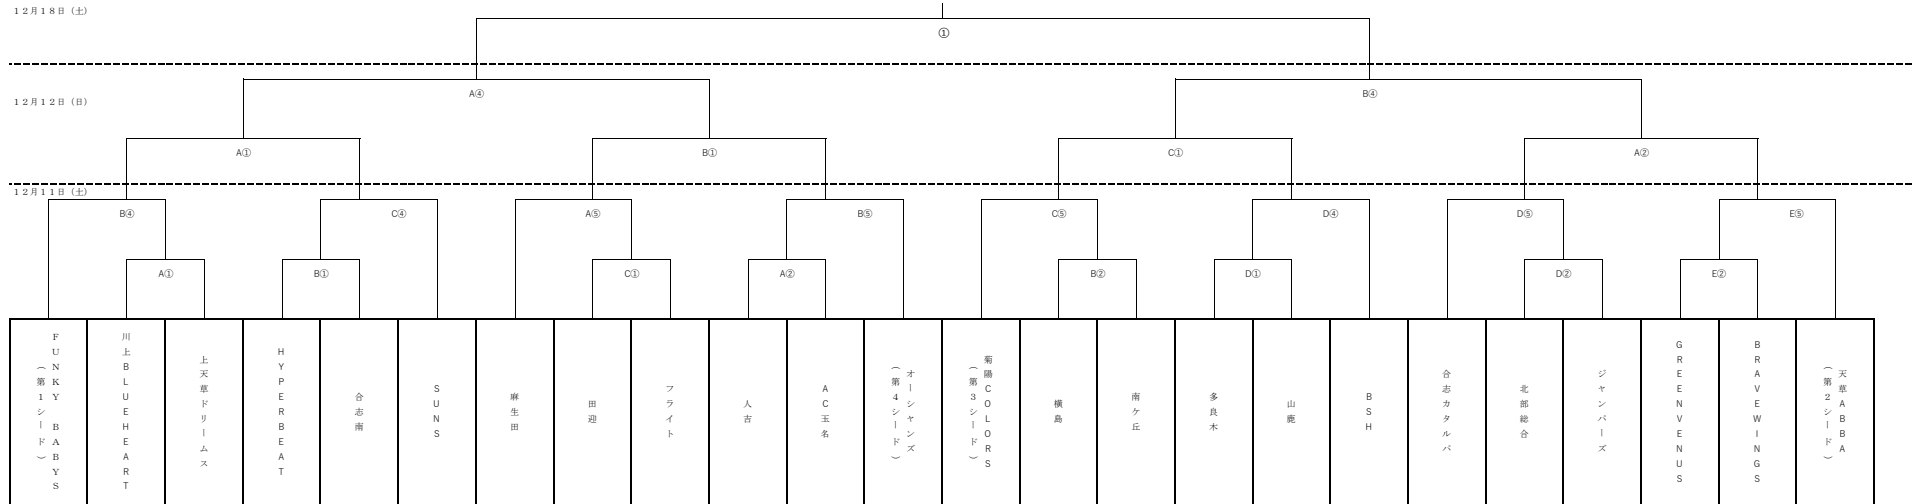 12月18日（土）
①
A④
B④
12月12日（日）
A①
B①
C①
A②
12月11日（土）
B④
C④
A⑤
B⑤
C⑤
D④
D⑤
E⑤
A①
B①
C①
A②
B②
D①
D②
E②
FUNKY BABYS
（第1シード）
川上BLUEHEART
上天草ドリームス
HYPERBEAT
合志南
SUNS
麻生田
田迎
フライト
人吉
AC玉名
オーシャンズ
（第4シード）
菊陽COLORS
（第3シード）
横島
南ケ丘
多良木
山鹿
BSH
合志カタルパ
北部総合
ジャンパーズ
GREENVENUS
BRAVEWINGS
天草ABBA
（第2シード）